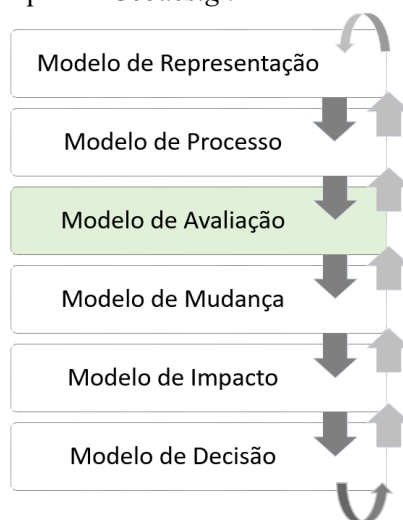 Modelo de Representação
Modelo de Processo
Modelo de Avaliação
Modelo de Mudança
Modelo de Impacto
Modelo de Decisão